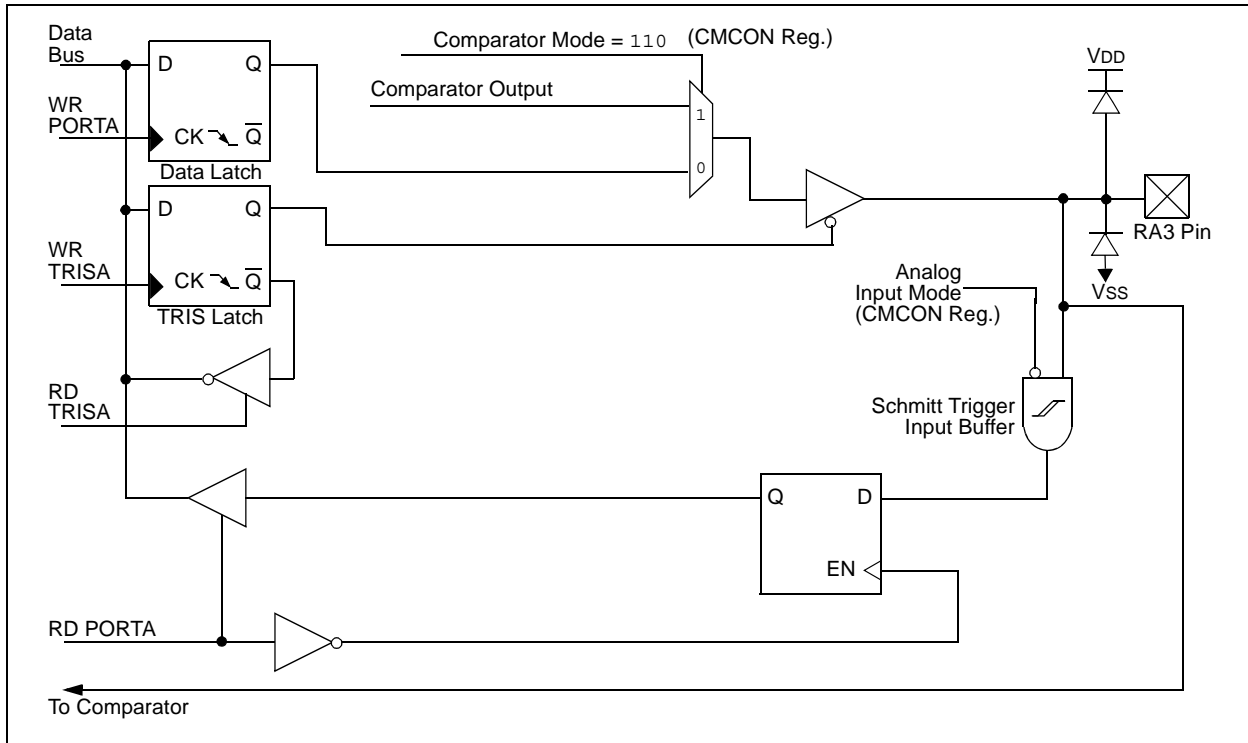 Data
Bus
D Q
WR
PORTA
CK Q
Data Latch
Comparator Mode = 110 (CMCON Reg.)
Comparator Output
1
0
VDD
RA3 Pin
VSS
D Q
WR
TRISA
CK Q
TRIS Latch
Analog
Input Mode
(CMCON Reg.)
RD
TRISA
Schmitt Trigger
Input Buffer
Q D
EN
RD PORTA
To Comparator